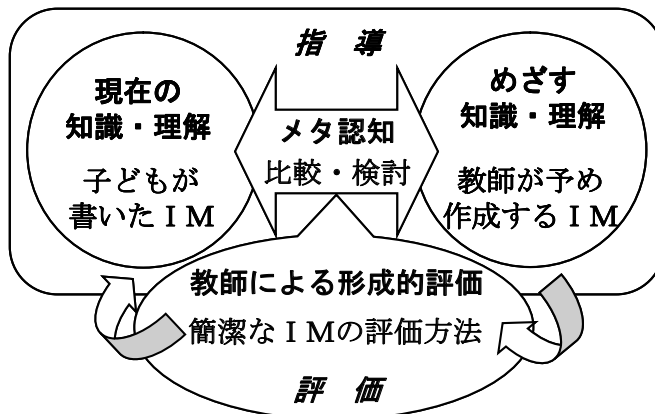 指 導
現在の
知識・理解
子どもが
書いたＩＭ
メタ認知
比較・検討
めざす
知識・理解
教師が予め
作成するＩＭ
教師による形成的評価
簡潔なＩＭの評価方法
評 価